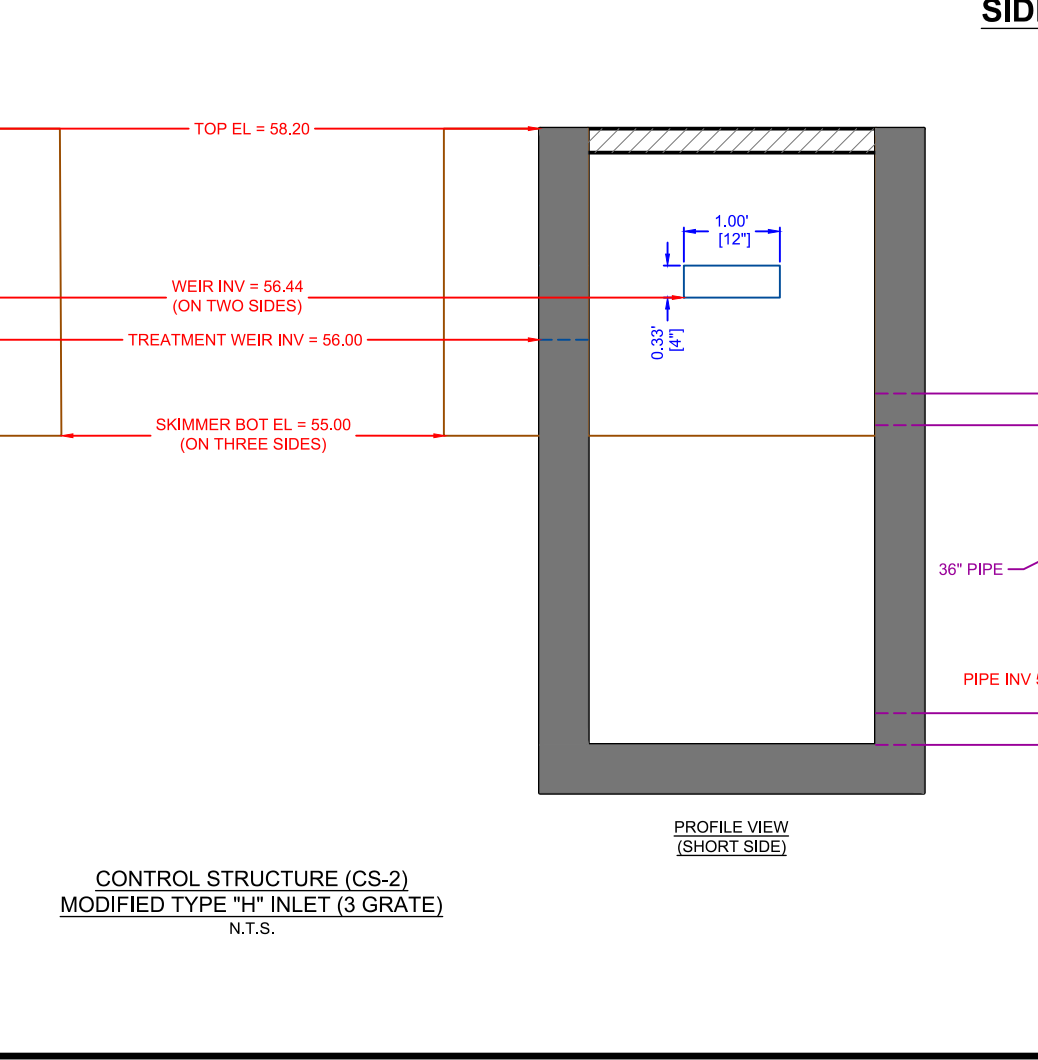 SIDE
TOP EL = 58.20
1.00'
[12"]
WEIR INV = 56.44
(ON TWO SIDES)
0.33'
[4"]
TREATMENT WEIR INV = 56.00
SKIMMER BOT EL = 55.00
(ON THREE SIDES)
36" PIPE
PIPE INV
PROFILE VIEW
(SHORT SIDE)
CONTROL STRUCTURE (CS-2)
MODIFIED TYPE "H" INLET (3 GRATE)
N.T.S.